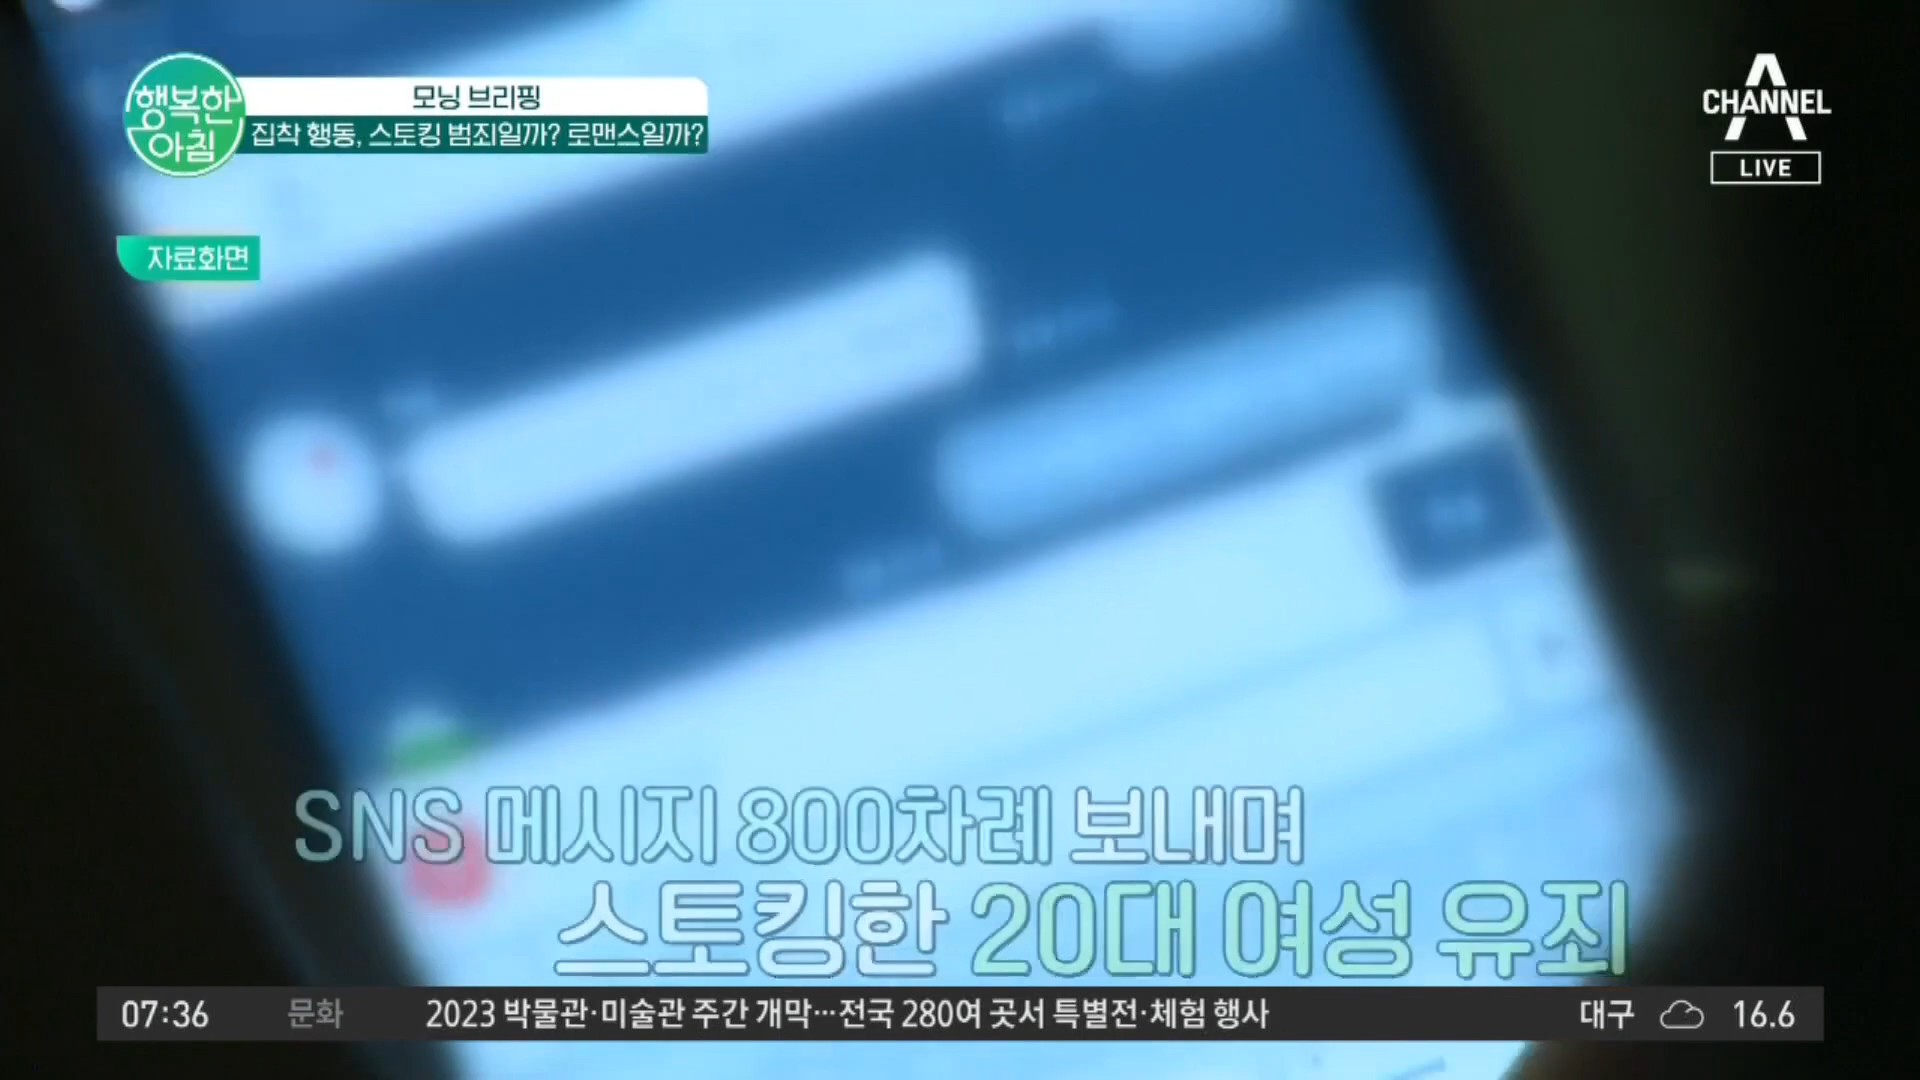 행복한
아침
모닝 브리핑
집착 행동, 스토킹 범죄일까? 로맨스일까?
CHANNEL A
LIVE
자료화면
SNS 메시지 800차례 보내며
스토킹한 20대 여성 유죄
07:36 문화 2023 박물관·미술관 주간 개막…전국 280여 곳서 특별전·체험 행사 대구 16.6